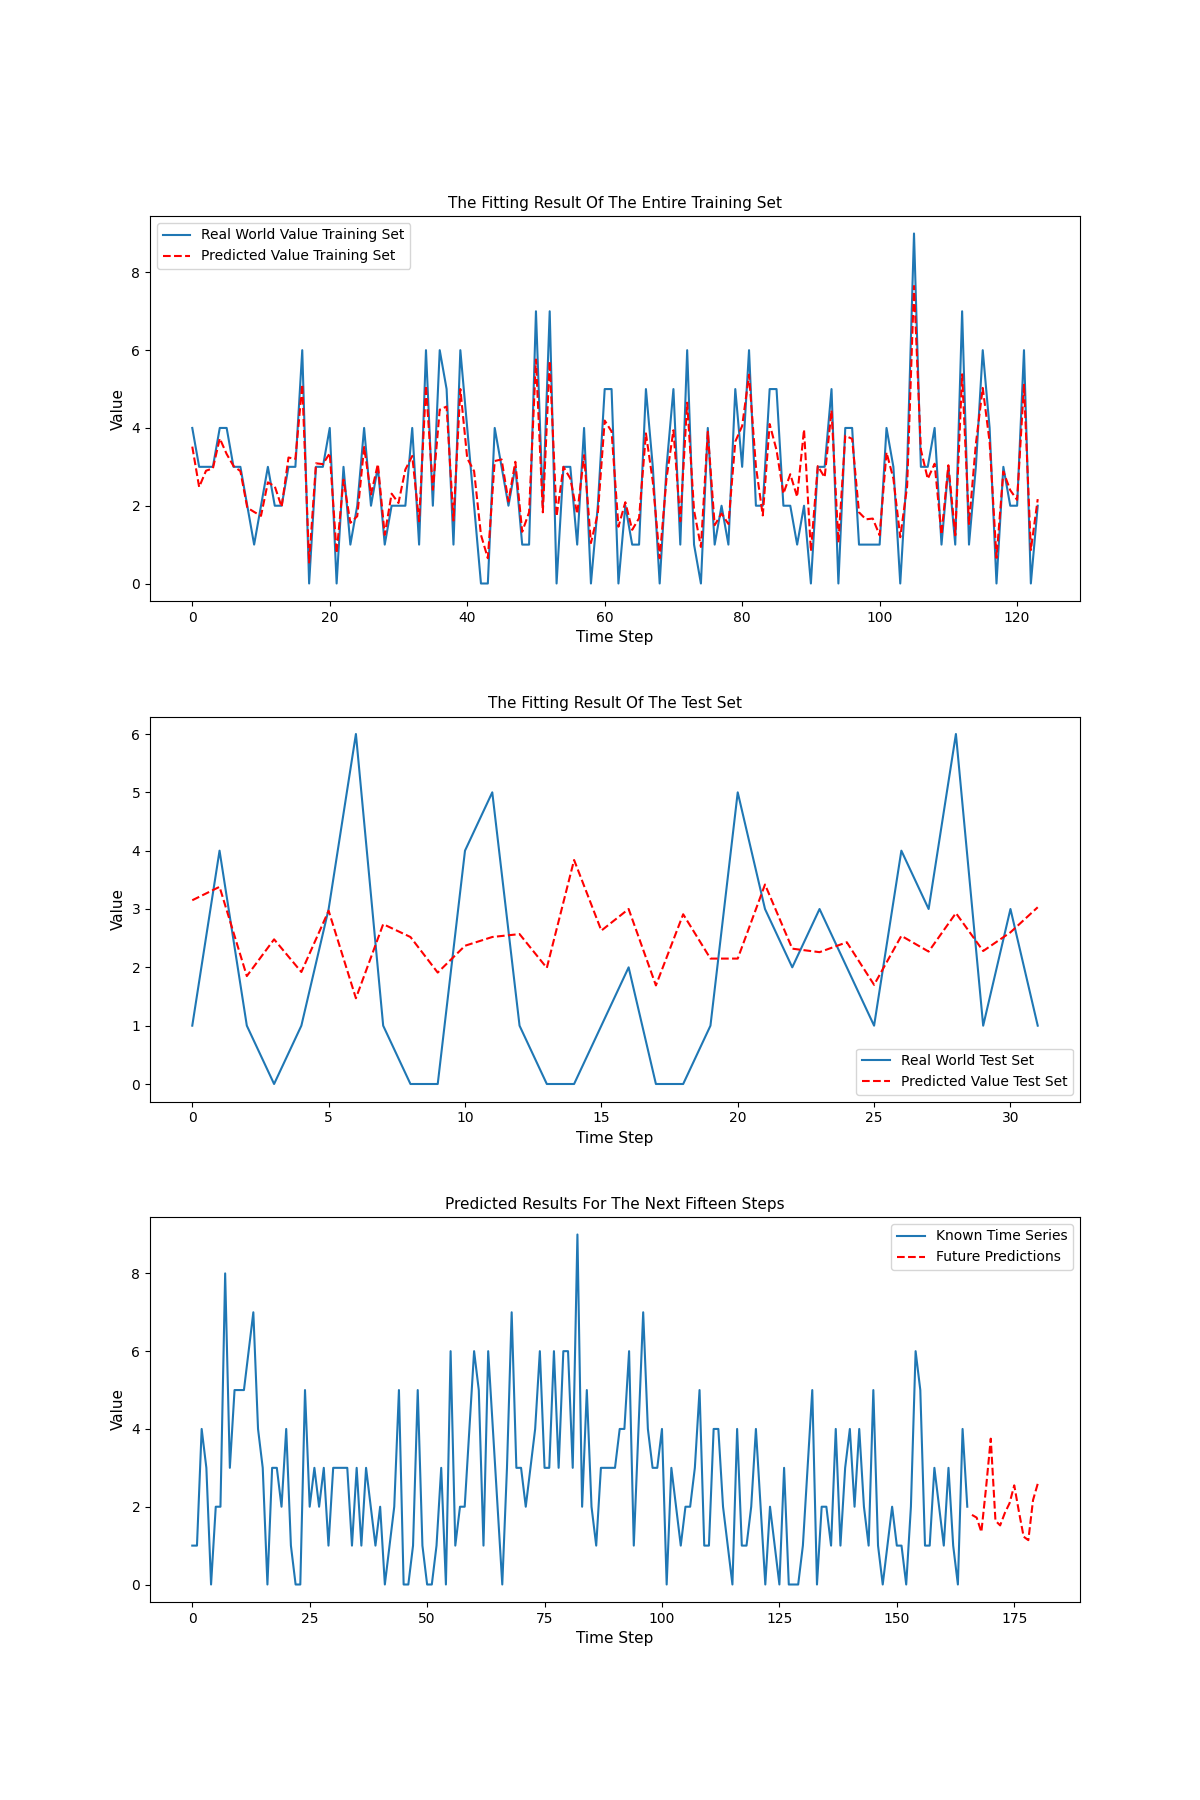 The Fitting Result Of The Entire Training Set
Real World Value Training Set
Predicted Value Training Set
Value
8
6
4
2
0
0 20 40 60 80 100 120
Time Step
The Fitting Result Of The Test Set
Value
6
5
4
3
2
1
0
Real World Test Set
Predicted Value Test Set
0 5 10 15 20 25 30
Time Step
Predicted Results For The Next Fifteen Steps
Known Time Series
Future Predictions
Value
8
6
4
2
0
0 25 50 75 100 125 150 175
Time Step